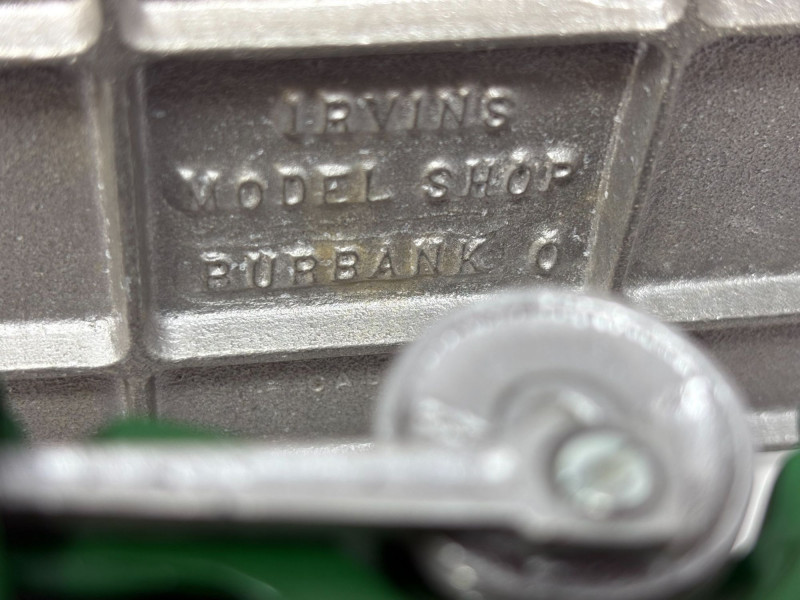 IRVINS
MODEL SHOP
BURBANK O